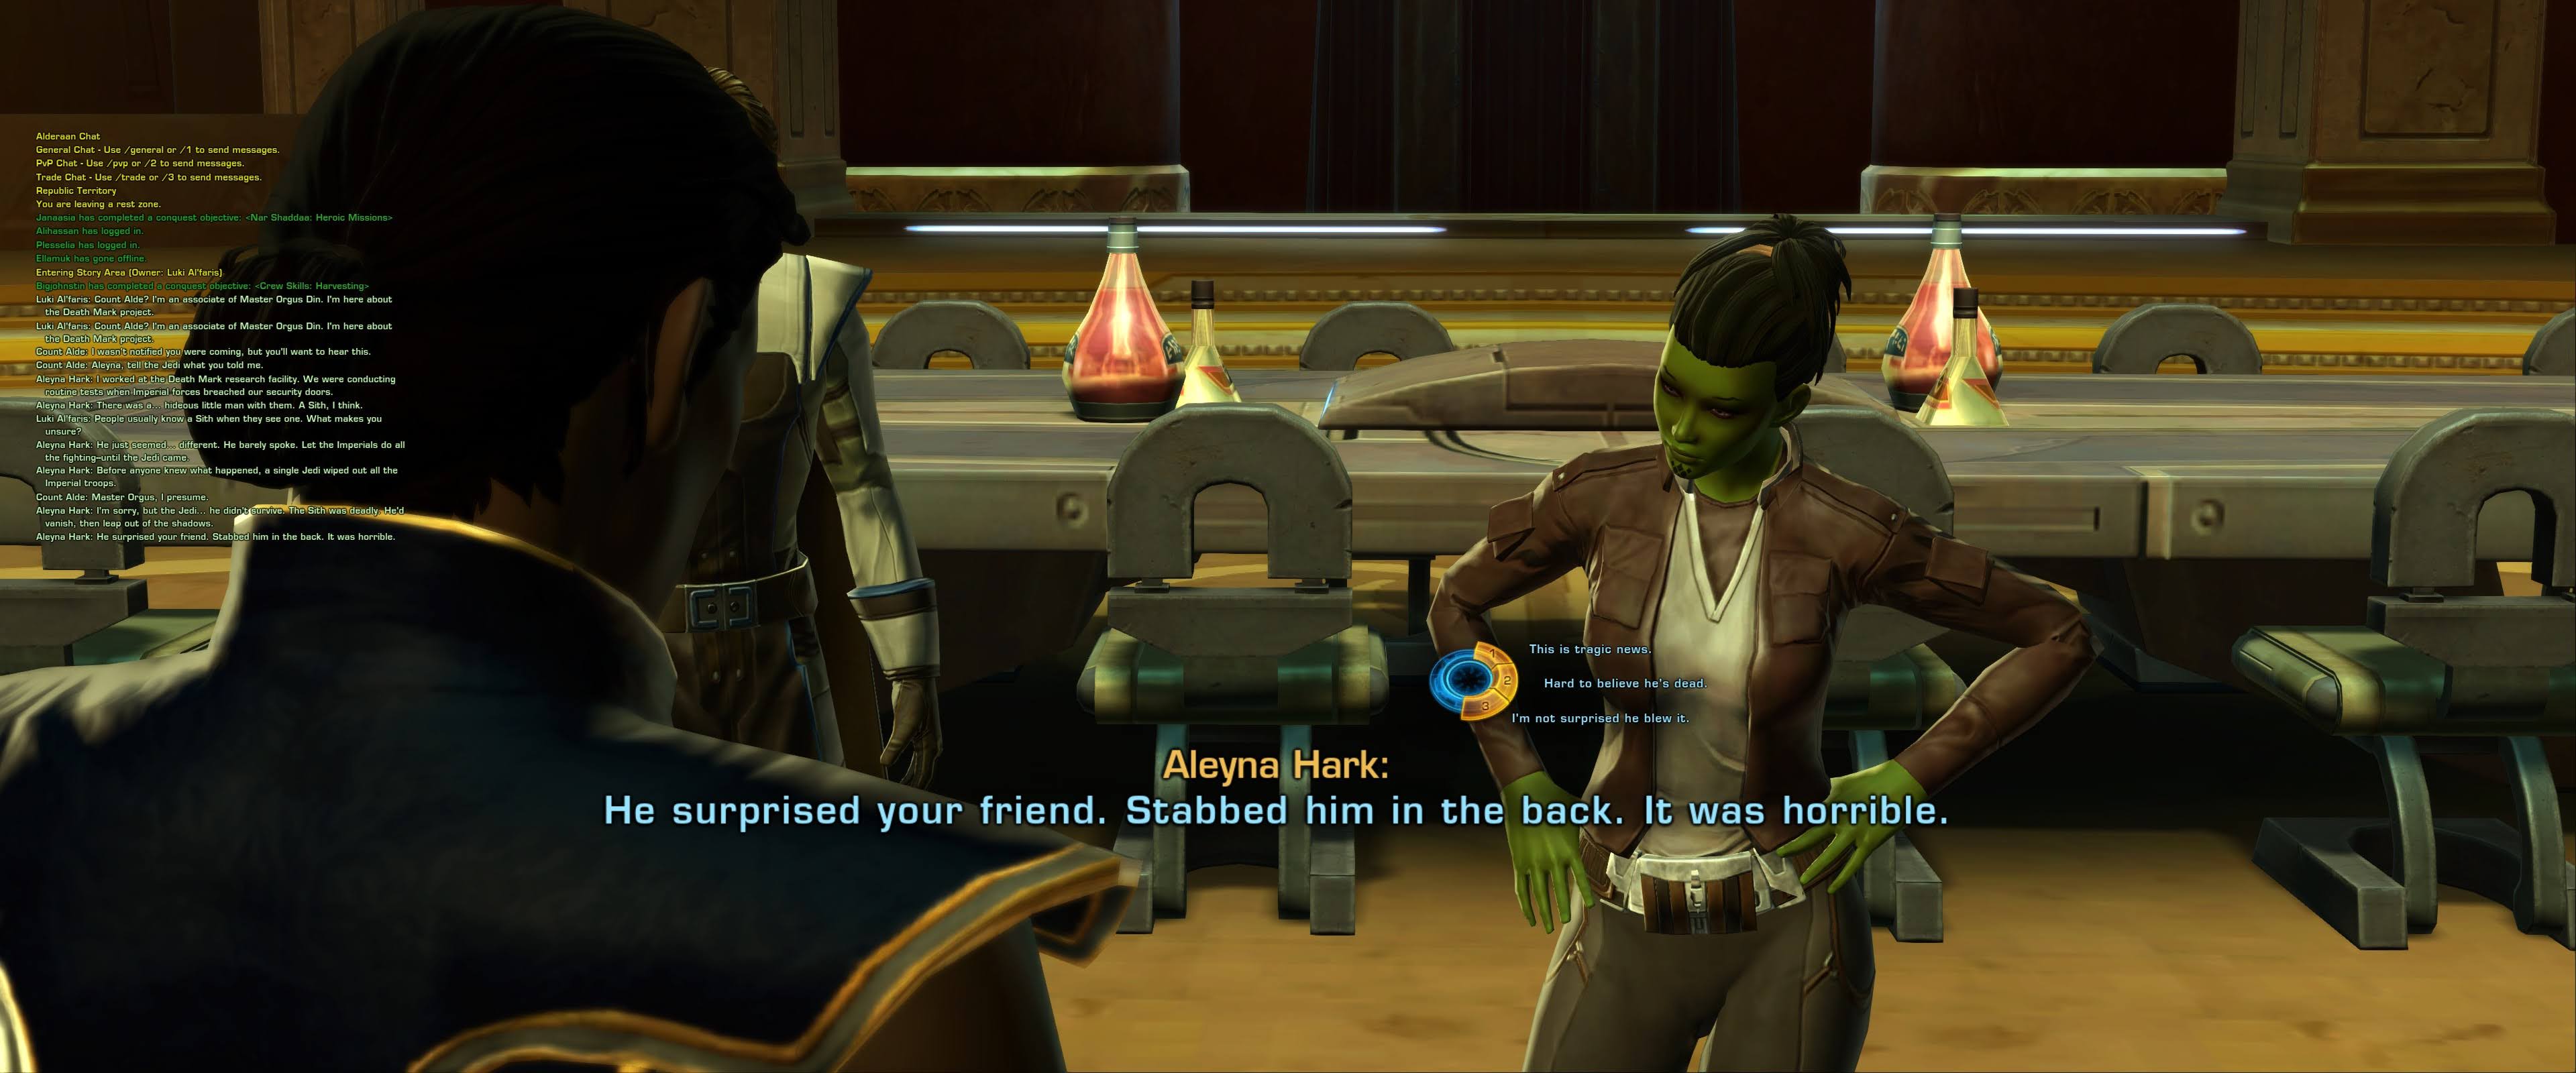 Alderaan Chat
General Chat - Use /general or /1 to send messages.
PvP Chat - Use /pvp or /2 to send messages.
Trade Chat - Use /trade or /3 to send messages.
Republic Territory
You are leaving a rest zone.
Janaasia has completed a conquest objective: <Nar Shaddaa: Heroic Missions>
Alihassan has logged in.
Plesselia has logged in.
Ellamuk has gone offline.
Entering Story Area (Owner: Luki Al'faris)
Bigjohnstin has completed a conquest objective: <Crew Skills: Harvesting>
Luki Al'faris: Count Alde? I'm an associate of Master Orgus Din. I'm here about
the Death Mark project.
Luki Al'faris: Count Alde? I'm an associate of Master Orgus Din. I'm here about
the Death Mark project.
Count Alde: I wasn't notified you were coming, but you'll want to hear this.
Count Alde: Aleyna, tell the Jedi what you told me.
Aleyna Hark: I worked at the Death Mark research facility. We were conducting
routine tests when Imperial forces breached our security doors.
Aleyna Hark: There was a... hideous little man with them. A Sith, I think.
Luki Al'faris: People usually know a Sith when they see one. What makes you
unsure?
Aleyna Hark: He just seemed... different. He barely spoke. Let the Imperials do all
the fighting–until the Jedi came.
Aleyna Hark: Before anyone knew what happened, a single Jedi wiped out all the
Imperial troops.
Count Alde: Master Orgus, I presume.
Aleyna Hark: I'm sorry, but the Jedi... he didn't survive. The Sith was deadly. He'd
vanish, then leap out of the shadows.
Aleyna Hark: He surprised your friend. Stabbed him in the back. It was horrible.
1 This is tragic news.
2 Hard to believe he's dead.
3 I'm not surprised he blew it.
Aleyna Hark:
He surprised your friend. Stabbed him in the back. It was horrible.